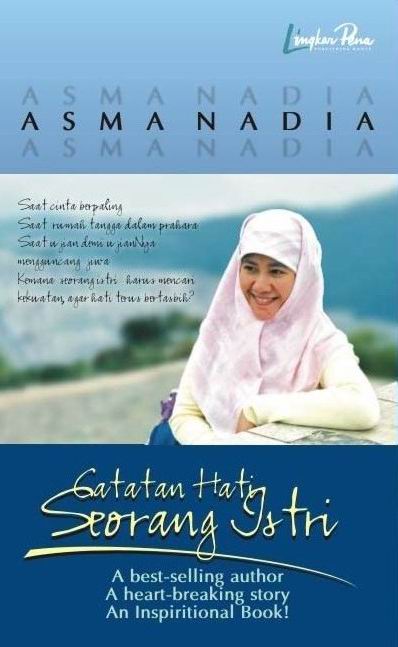 Lingkar Pena
PUBLISHING HOUSE
ASMA NADIA
ASMA NADIA
ASMA NADIA
Saat cinta berpaling
Saat rumah tangga dalam prahara
Saat ujian demi ujianNya
mengguncang jiwa
Kemana seorang istri harus mencari
kekuatan, agar hati terus bertasbih?
Catatan Hati
Seorang Istri
A best-selling author
A heart-breaking story
An Inspiritional Book!